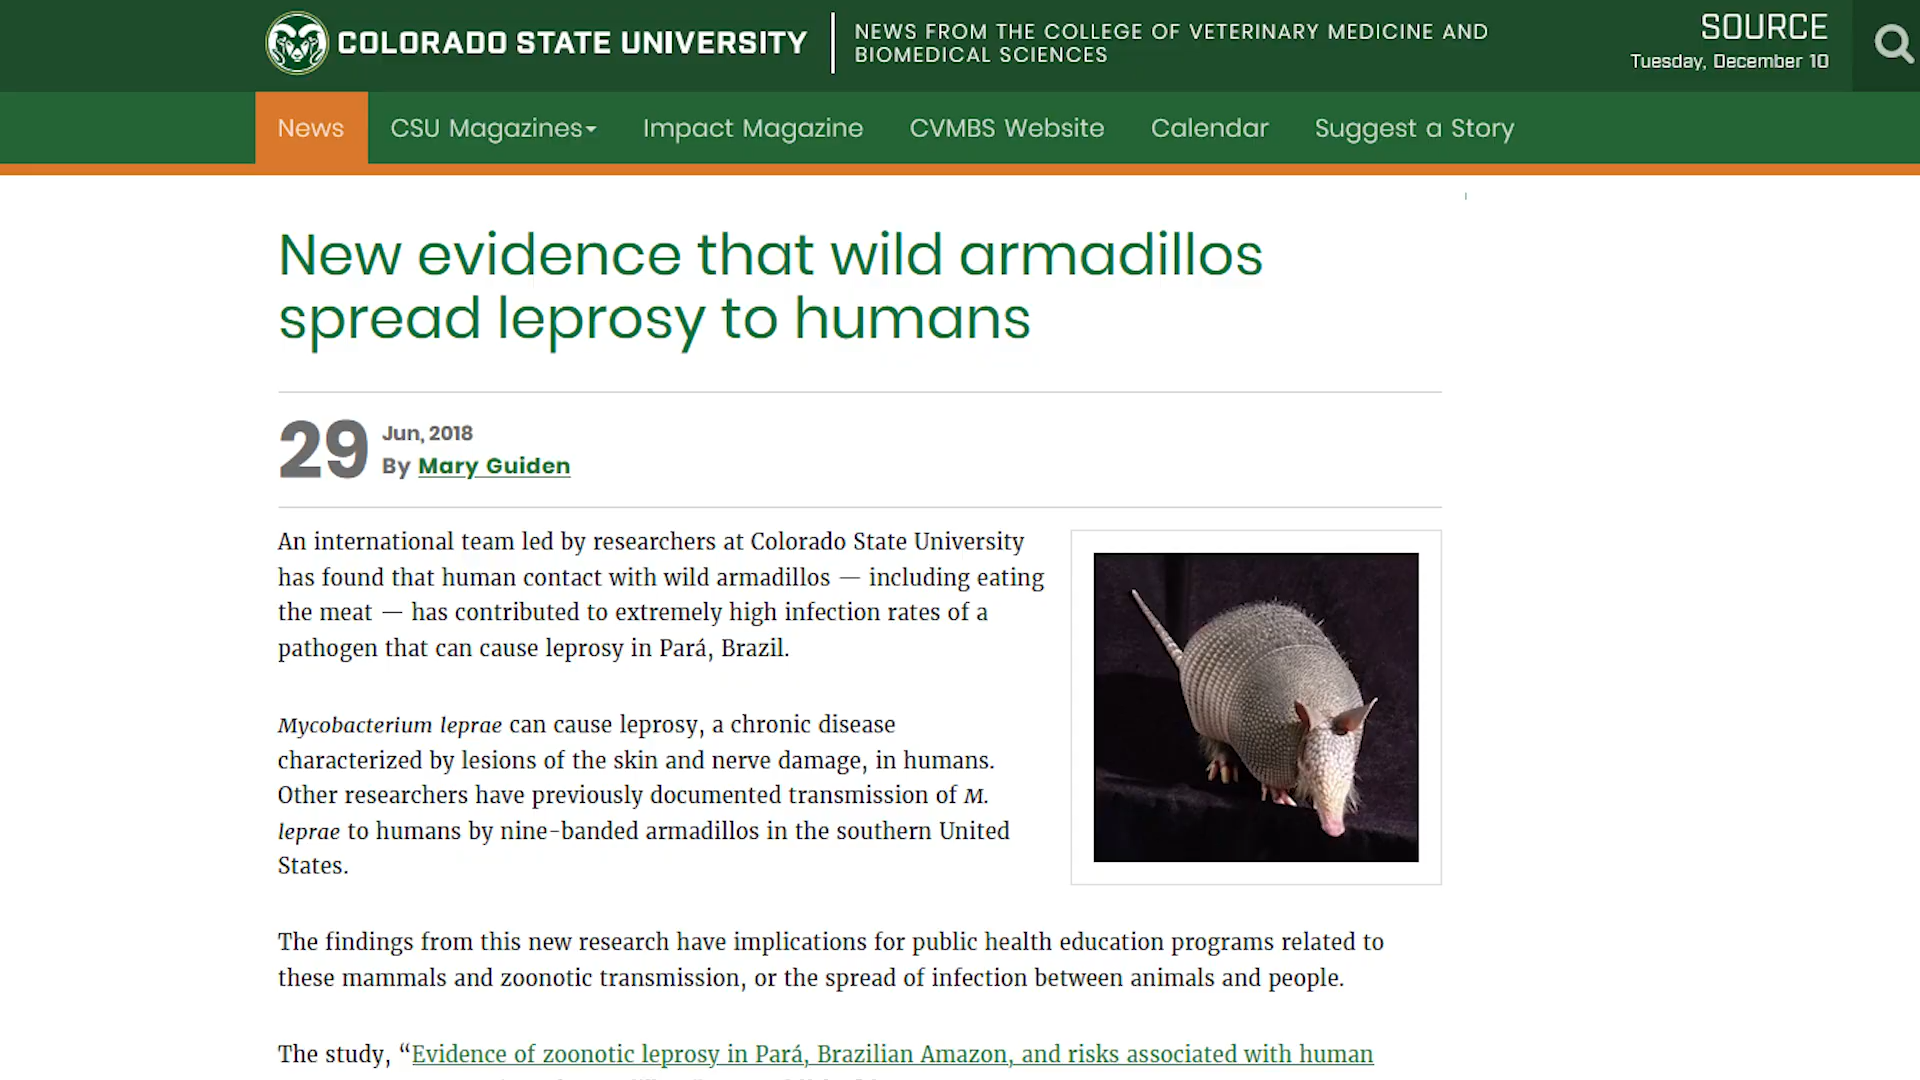 COLORADO STATE UNIVERSITY
NEWS FROM THE COLLEGE OF VETERINARY MEDICINE AND
BIOMEDICAL SCIENCES
SOURCE
Tuesday, December 10
News
CSU Magazines
Impact Magazine
CVMBS Website
Calendar
Suggest a Story
New evidence that wild armadillos
spread leprosy to humans
29
Jun, 2018
By Mary Guiden
An international team led by researchers at Colorado State University
has found that human contact with wild armadillos — including eating
the meat — has contributed to extremely high infection rates of a
pathogen that can cause leprosy in Pará, Brazil.
Mycobacterium leprae can cause leprosy, a chronic disease
characterized by lesions of the skin and nerve damage, in humans.
Other researchers have previously documented transmission of M.
leprae to humans by nine-banded armadillos in the southern United
States.
The findings from this new research have implications for public health education programs related to
these mammals and zoonotic transmission, or the spread of infection between animals and people.
The study, “Evidence of zoonotic leprosy in Pará, Brazilian Amazon, and risks associated with human